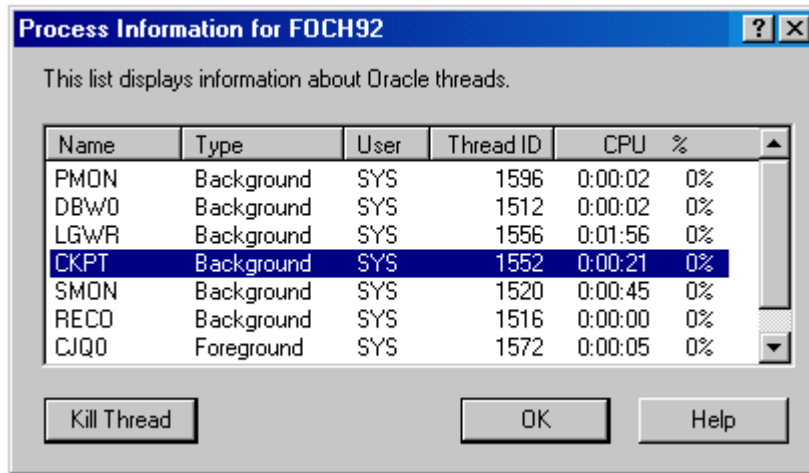 Process Information for FOCH92
This list displays information about Oracle threads.
Name Type User Thread ID CPU %
PMON Background SYS 1596 0:00:02 0%
DBW0 Background SYS 1512 0:00:02 0%
LGWR Background SYS 1556 0:01:56 0%
CKPT Background SYS 1552 0:00:21 0%
SMON Background SYS 1520 0:00:45 0%
RECO Background SYS 1516 0:00:00 0%
CJQ0 Foreground SYS 1572 0:00:05 0%
Kill Thread OK Help